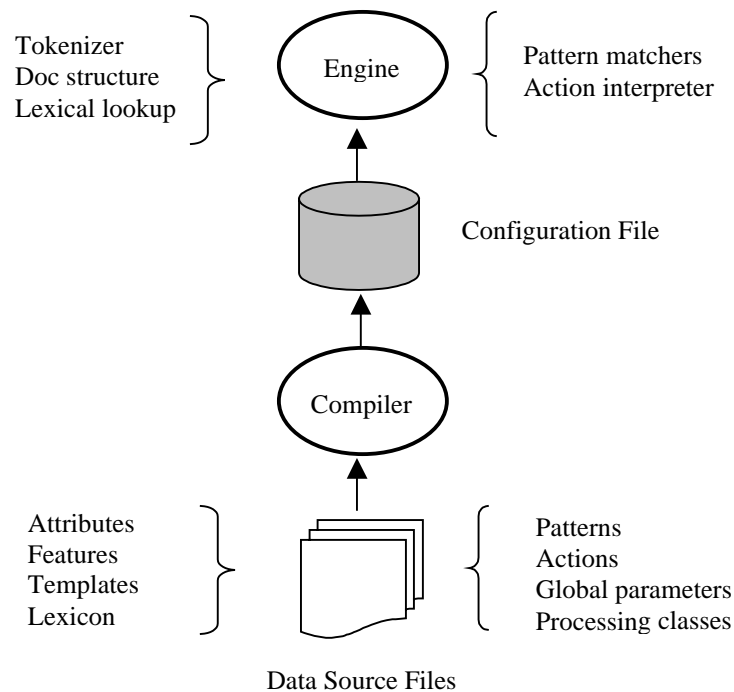 Tokenizer
Doc structure
Lexical lookup
Engine
Pattern matchers
Action interpreter
Configuration File
Compiler
Attributes
Features
Templates
Lexicon
Patterns
Actions
Global parameters
Processing classes
Data Source Files